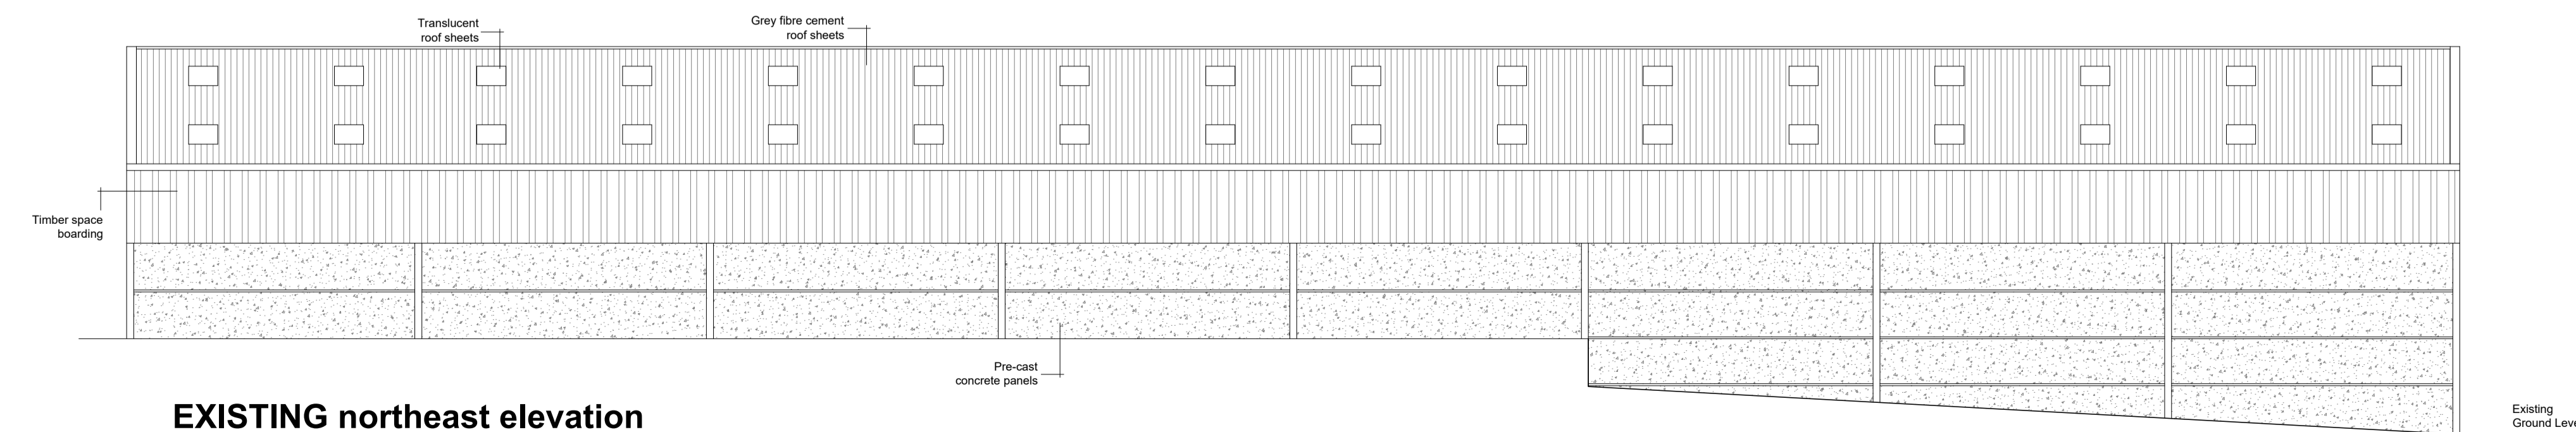 Translucent
roof sheets
Grey fibre cement
roof sheets
Timber space
boarding
Pre-cast
concrete panels
EXISTING northeast elevation
Existing
Ground